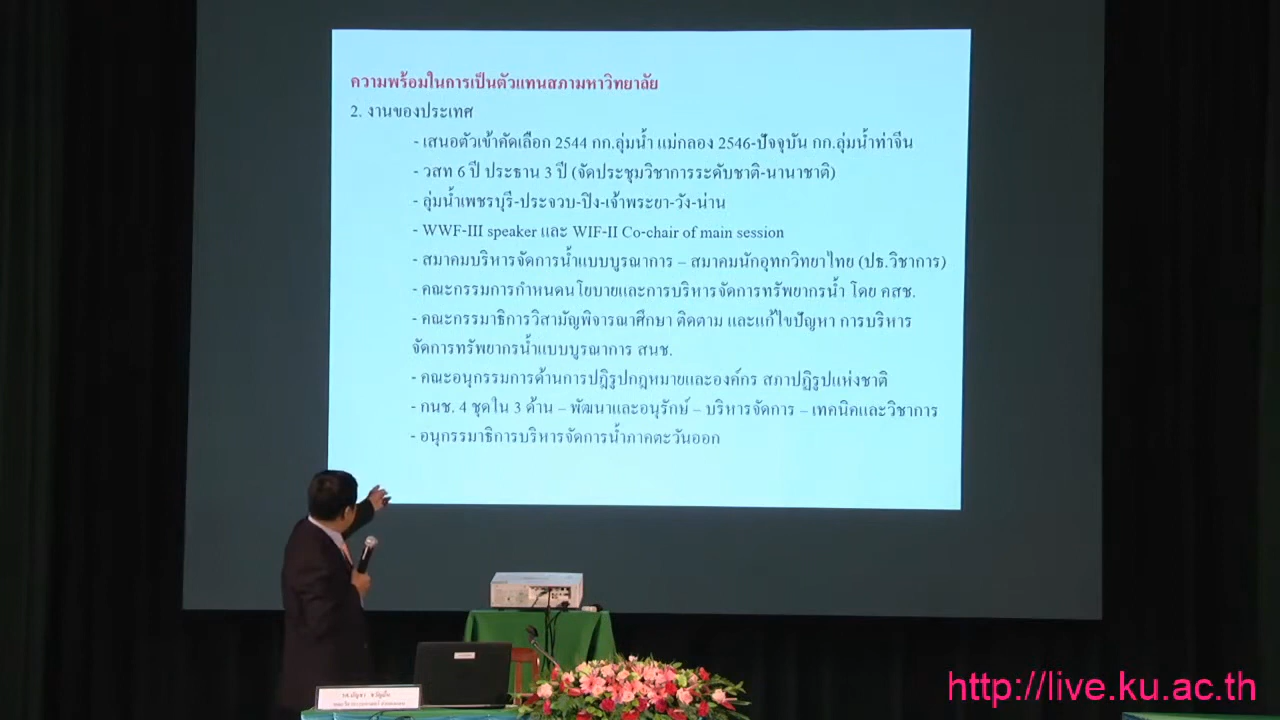 ความพร้อมในการเป็นตัวแทนสภามหาวิทยาลัย
2. งานของประเทศ
- เสนอตัวเข้าคัดเลือก 2544 กก.ลุ่มน้ำ แม่กลอง 2546-ปัจจุบัน กก.ลุ่มน้ำท่าจีน
- วสท 6 ปี ประธาน 3 ปี (จัดประชุมวิชาการระดับชาติ-นานาชาติ)
- ลุ่มน้ำเพชรบุรี-ประจวบ-ปิง-เจ้าพระยา-วัง-น่าน
- WWF-III speaker และ WIF-II Co-chair of main session
- สมาคมบริหารจัดการน้ำแบบบูรณาการ – สมาคมนักอุทกวิทยาไทย (ปธ.วิชาการ)
- คณะกรรมการกำหนดนโยบายและการบริหารจัดการทรัพยากรน้ำ โดย คสช.
- คณะกรรมาธิการวิสามัญพิจารณาศึกษา ติดตาม และแก้ไขปัญหา การบริหาร
จัดการทรัพยากรน้ำแบบบูรณาการ สนช.
- คณะอนุกรรมการด้านการปฎิรูปกฎหมายและองค์กร สภาปฏิรูปแห่งชาติ
- กนช. 4 ชุดใน 3 ด้าน – พัฒนาและอนุรักษ์ – บริหารจัดการ – เทคนิคและวิชาการ
- อนุกรรมาธิการบริหารจัดการน้ำภาคตะวันออก
รศ.บัญชา ขวัญยืน
http://live.ku.ac.th